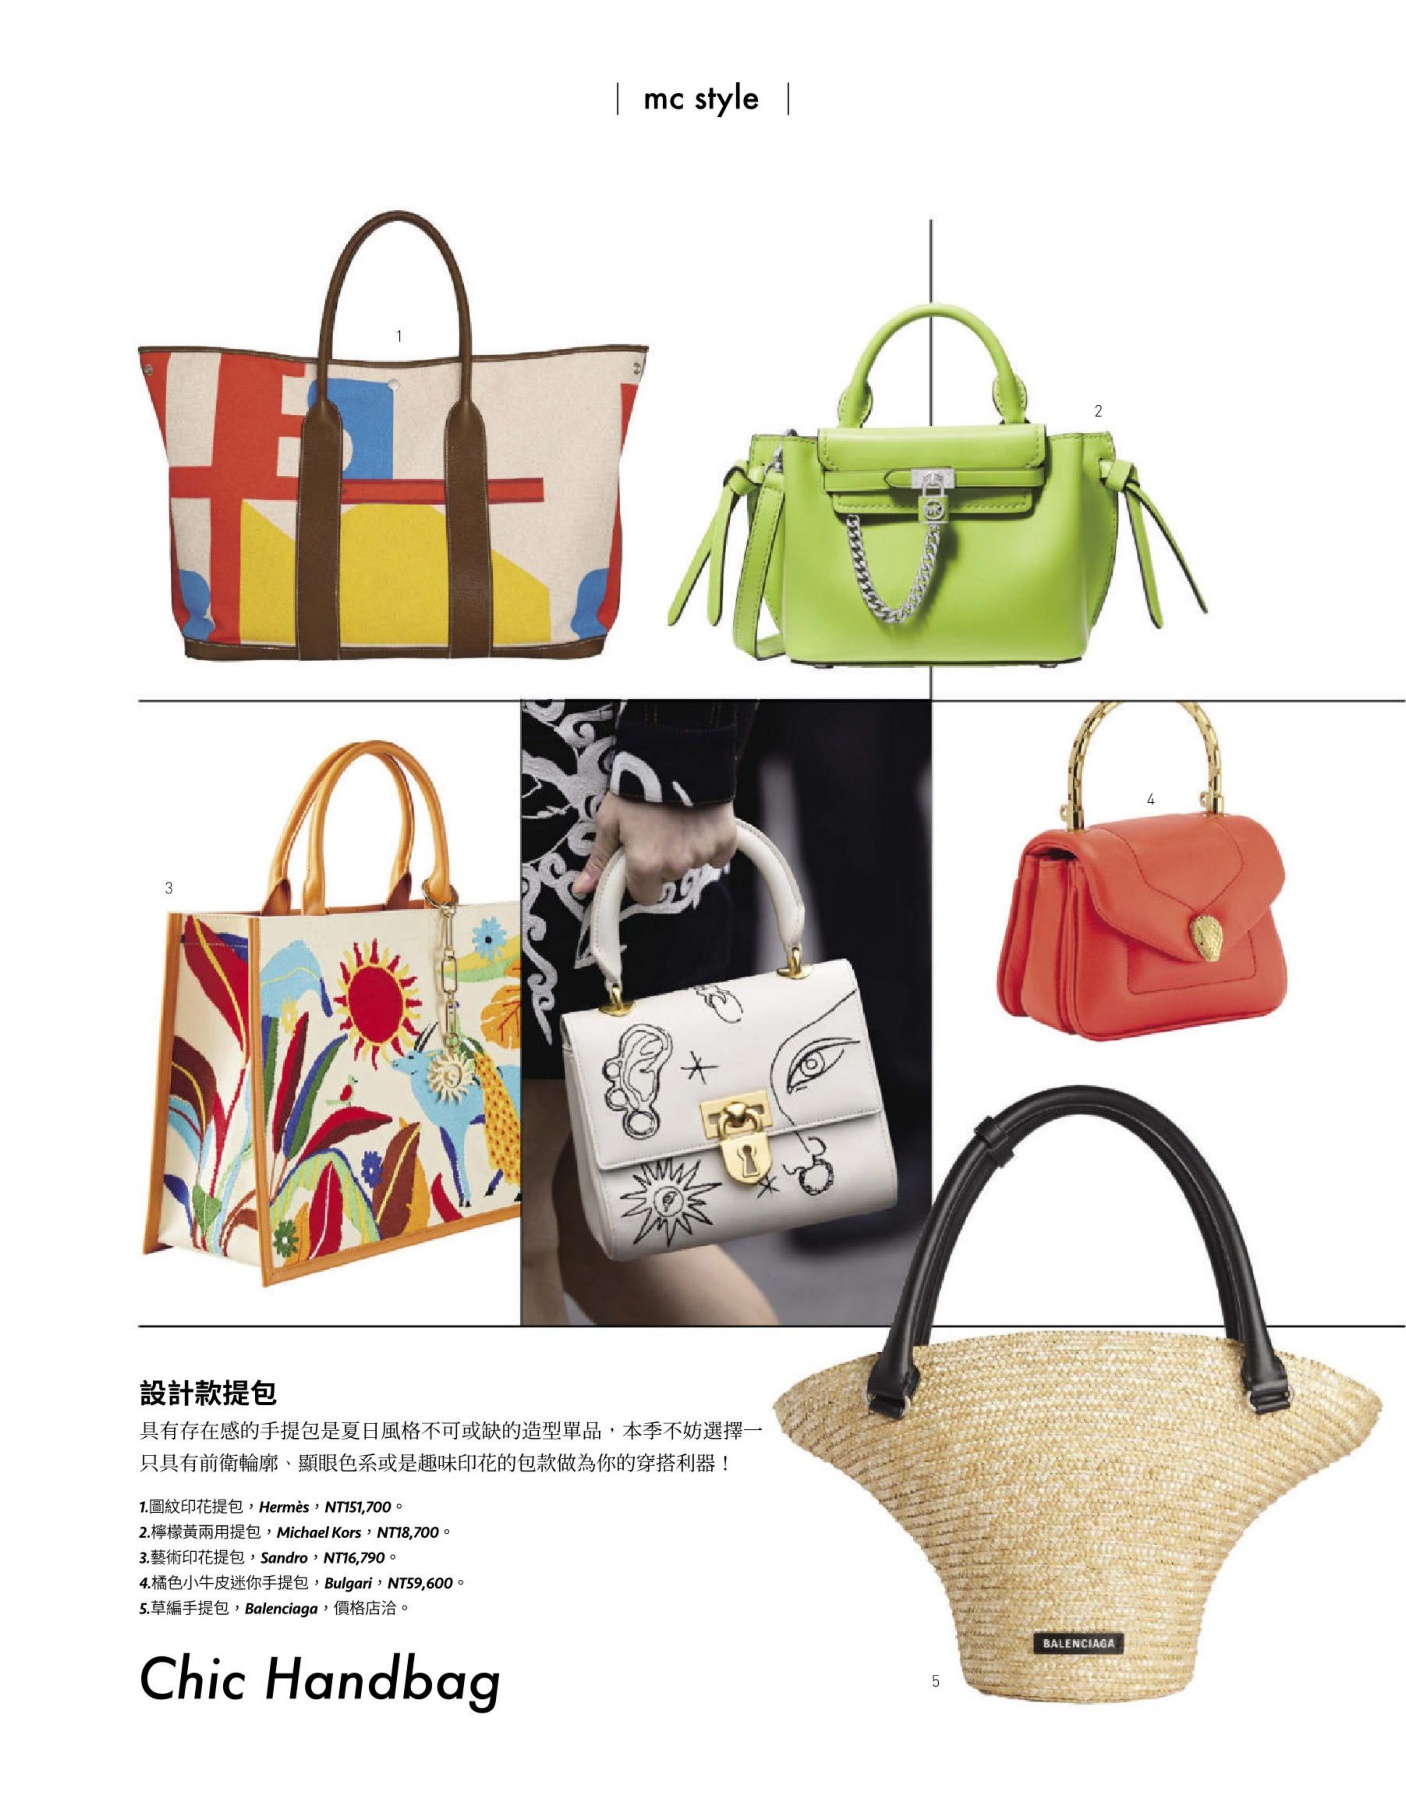 mc style
1
2
3
4
設計款提包
具有存在感的手提包是夏日風格不可或缺的造型單品，本季不妨選擇一
只具有前衛輪廓、顯眼色系或是趣味印花的包款做為你的穿搭利器！
1.圖紋印花提包，Hermès，NT151,700。
2.檸檬黃兩用提包，Michael Kors，NT18,700。
3.藝術印花提包，Sandro，NT16,790。
4.橘色小牛皮迷你手提包，Bulgari，NT59,600。
5.草編手提包，Balenciaga，價格店洽。
BALENCIAGA
5
Chic Handbag